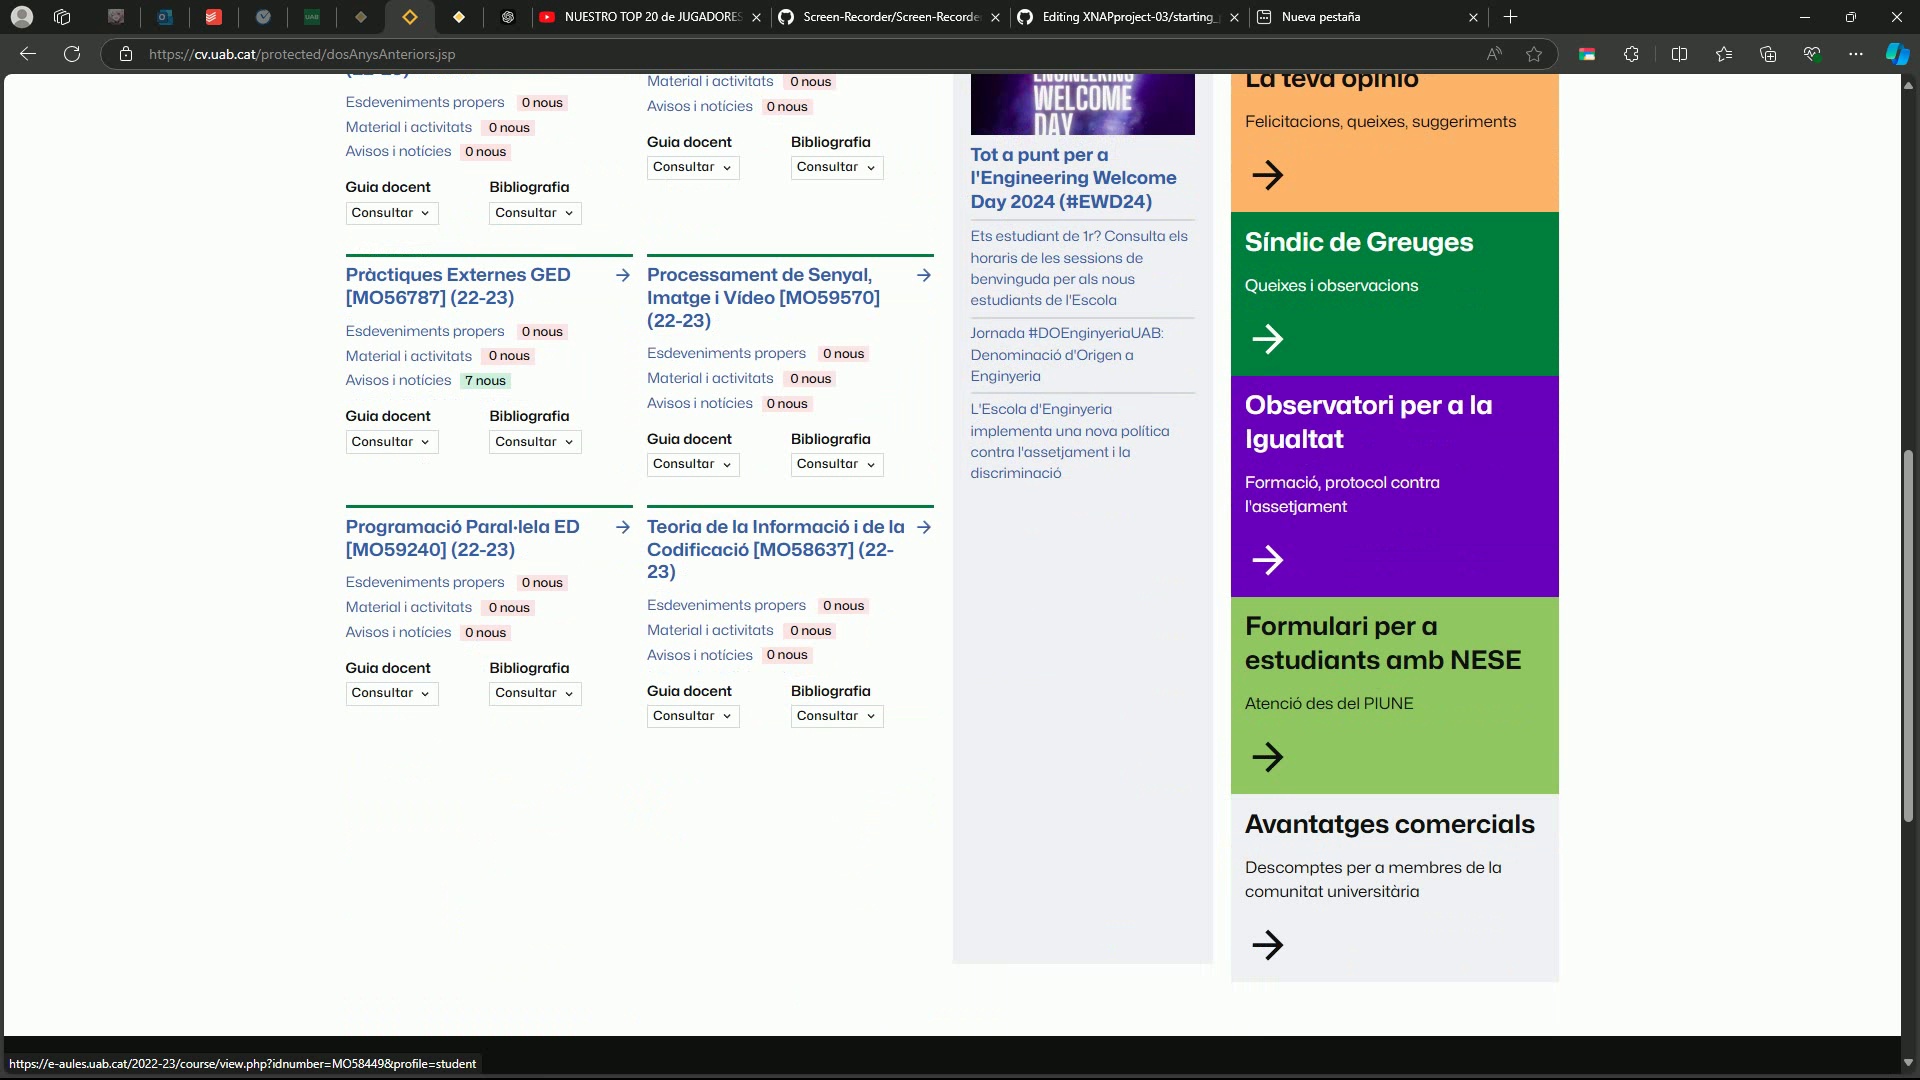 NUESTRO TOP 20 de JUGADORES
Screen-Recorder/Screen-Recorde
Editing XNAPproject-03/starting_
Nueva pestaña
https://cv.uab.cat/protected/dosAnysAnteriors.jsp
Esdeveniments propers 0 nous
Material i activitats 0 nous
Avisos i notícies 0 nous
Guia docent Bibliografia
Consultar Consultar
Material i activitats 0 nous
Avisos i notícies 0 nous
Guia docent Bibliografia
Consultar Consultar
Pràctiques Externes GED
[MO56787] (22-23)
Esdeveniments propers 0 nous
Material i activitats 0 nous
Avisos i notícies 7 nous
Guia docent Bibliografia
Consultar Consultar
Processament de Senyal,
Imatge i Vídeo [MO59570]
(22-23)
Esdeveniments propers 0 nous
Material i activitats 0 nous
Avisos i notícies 0 nous
Guia docent Bibliografia
Consultar Consultar
Programació Paral·lela ED
[MO59240] (22-23)
Esdeveniments propers 0 nous
Material i activitats 0 nous
Avisos i notícies 0 nous
Guia docent Bibliografia
Consultar Consultar
Teoria de la Informació i de la
Codificació [MO58637] (22-
23)
Esdeveniments propers 0 nous
Material i activitats 0 nous
Avisos i notícies 0 nous
Guia docent Bibliografia
Consultar Consultar
ENGINEERING
WELCOME
DAY
Tot a punt per a
l'Engineering Welcome
Day 2024 (#EWD24)
Ets estudiant de 1r? Consulta els
horaris de les sessions de
benvinguda per als nous
estudiants de l'Escola
Jornada #DOEnginyeriaUAB:
Denominació d'Origen a
Enginyeria
L'Escola d'Enginyeria
implementa una nova política
contra l'assetjament i la
discriminació
La teva opinió
Felicitacions, queixes, suggeriments
Síndic de Greuges
Queixes i observacions
Observatori per a la
Igualtat
Formació, protocol contra
l'assetjament
Formulari per a
estudiants amb NESE
Atenció des del PIUNE
Avantatges comercials
Descomptes per a membres de la
comunitat universitària
https://e-aules.uab.cat/2022-23/course/view.php?idnumber=MO58449&profile=student